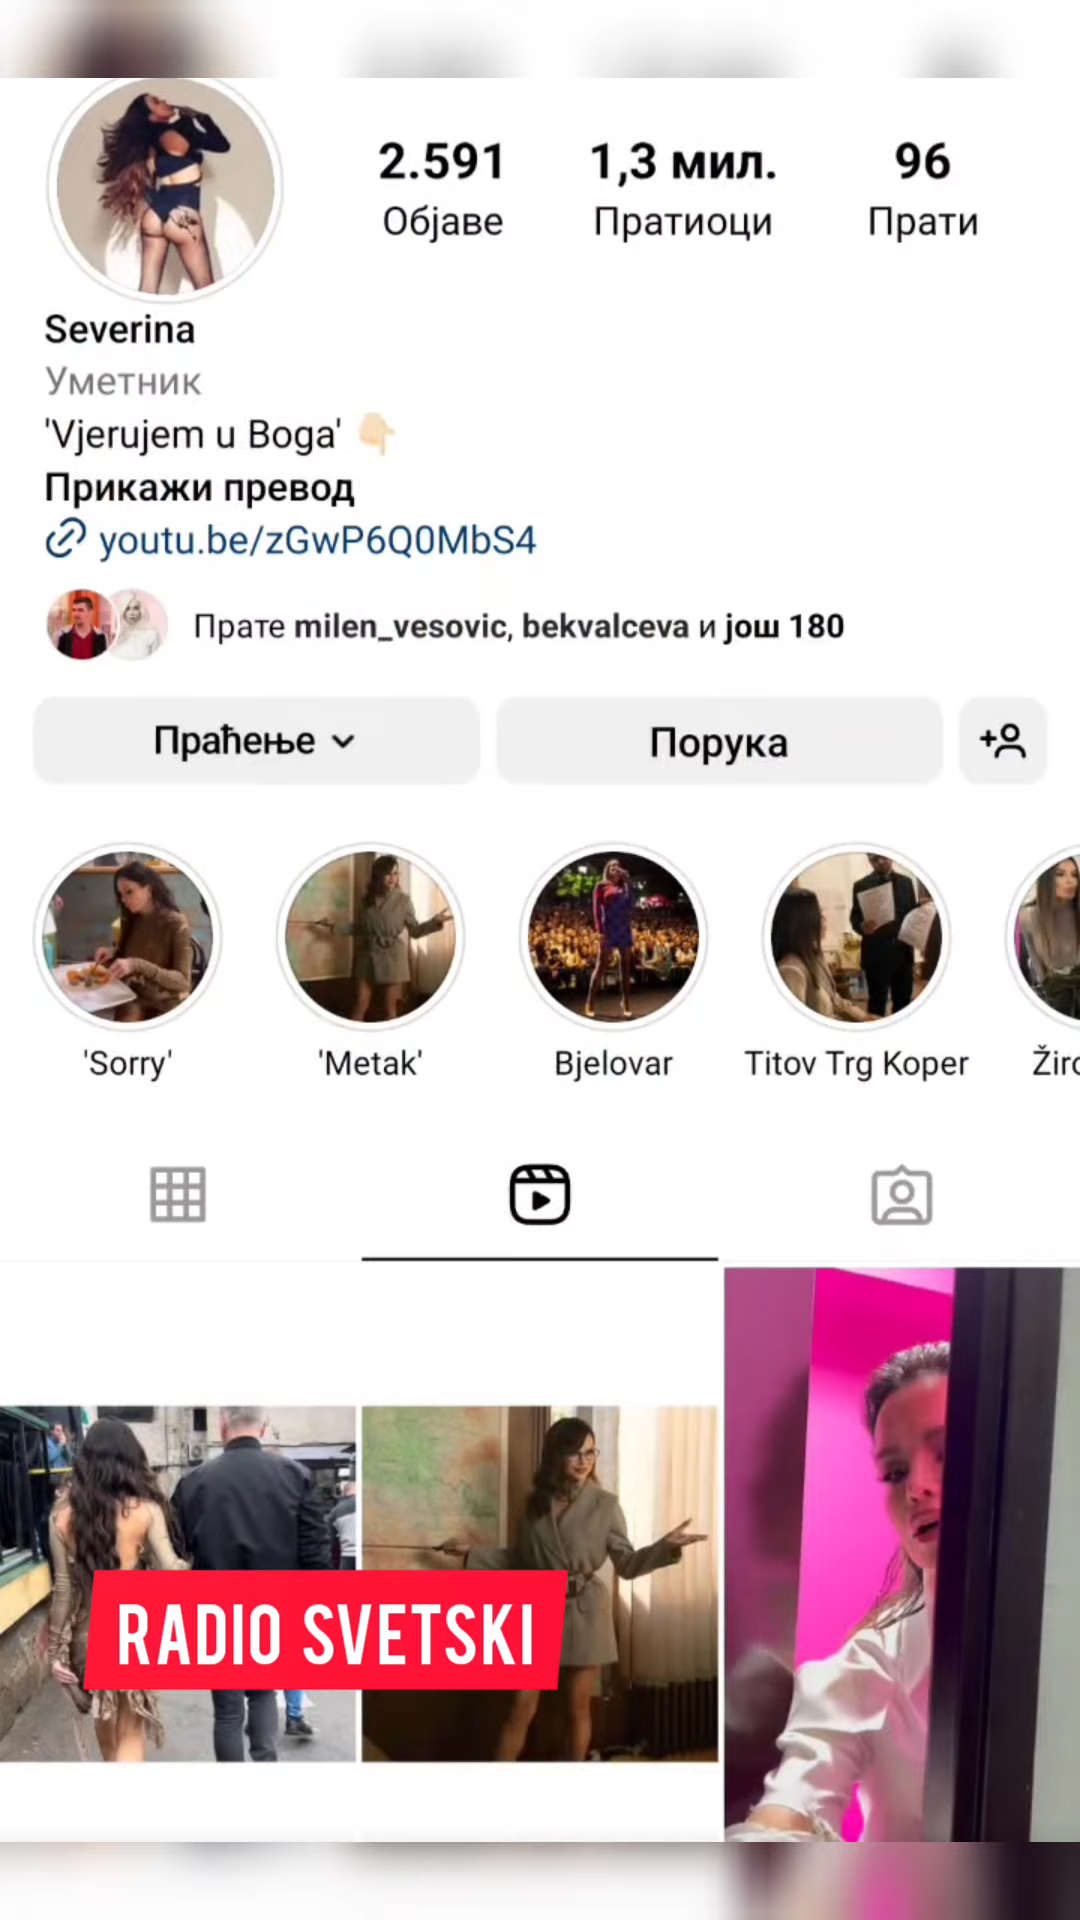 2.591
1,3 мил.
96
Објаве
Пратиоци
Прати
Severina
Уметник
'Vjerujem u Boga' 👇🏻
Прикажи превод
youtu.be/zGwP6Q0MbS4
Прате milen_vesovic, bekvalceva и још 180
Праћење
Порука
'Sorry'
'Metak'
Bjelovar
Titov Trg Koper
RADIO SVETSKI